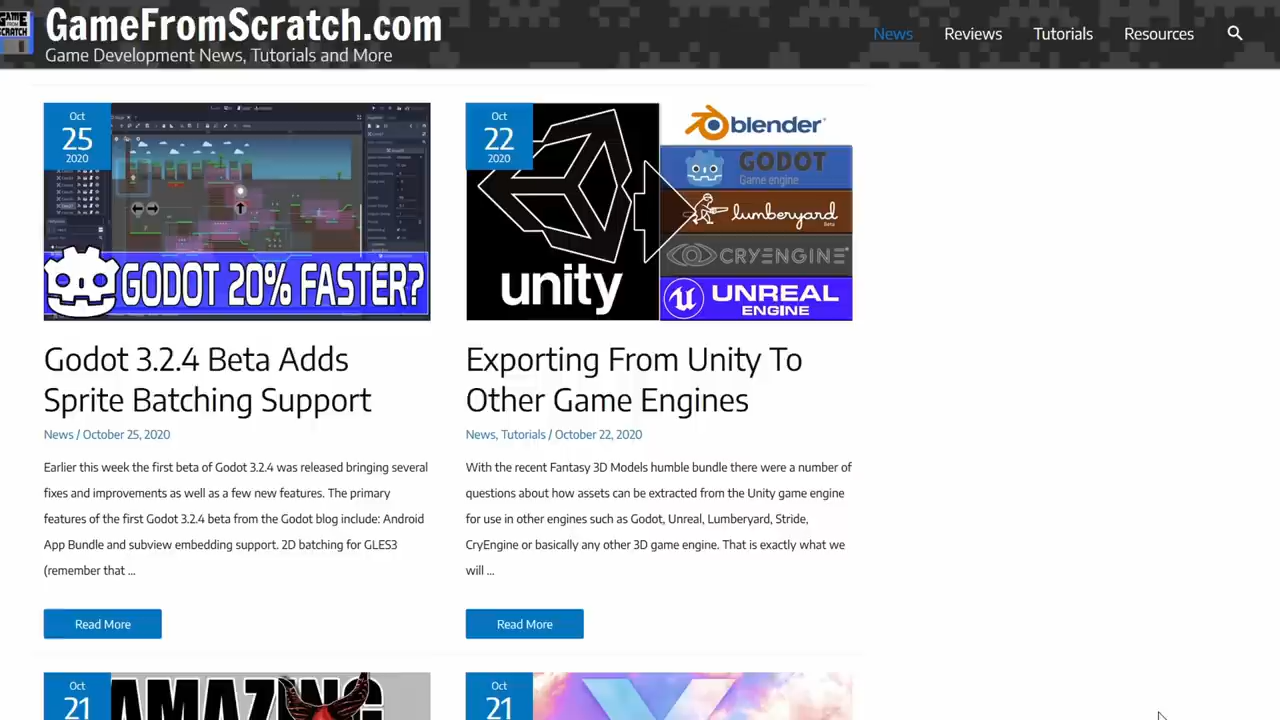 GAME
FROM
SCRATCH
GameFromScratch.com
Game Development News, Tutorials and More
News
Reviews
Tutorials
Resources
Oct
25
2020
GODOT 20% FASTER?
Godot 3.2.4 Beta Adds
Sprite Batching Support
News / October 25, 2020
Earlier this week the first beta of Godot 3.2.4 was released bringing several
fixes and improvements as well as a few new features. The primary
features of the first Godot 3.2.4 beta from the Godot blog include: Android
App Bundle and subview embedding support. 2D batching for GLES3
(remember that ...
Read More
Oct
22
2020
unity
blender
GODOT
Game engine
lumberyard
Beta
CRYENGINE
UNREAL
ENGINE
Exporting From Unity To
Other Game Engines
News, Tutorials / October 22, 2020
With the recent Fantasy 3D Models humble bundle there were a number of
questions about how assets can be extracted from the Unity game engine
for use in other engines such as Godot, Unreal, Lumberyard, Stride,
CryEngine or basically any other 3D game engine. That is exactly what we
will ...
Read More
Oct
21
AMAZING
Oct
21